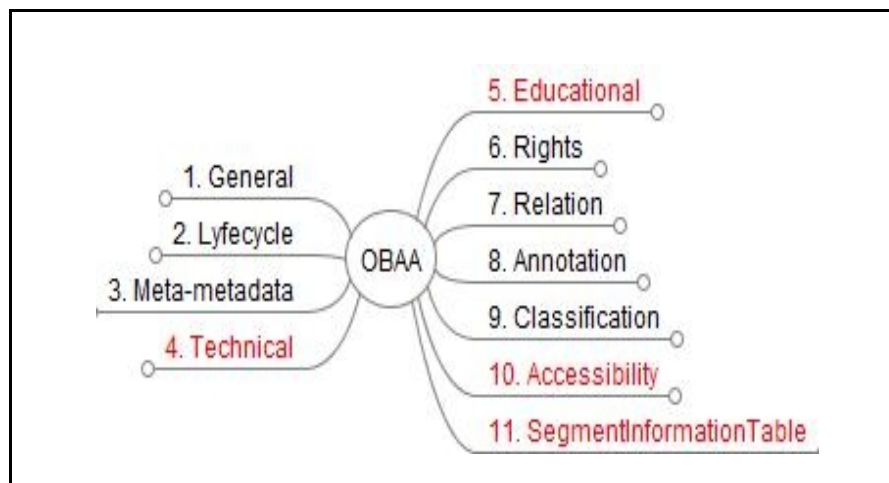 1. General
2. Lyfecycle
3. Meta-metadata
4. Technical
OBAA
5. Educational
6. Rights
7. Relation
8. Annotation
9. Classification
10. Accessibility
11. SegmentInformationTable